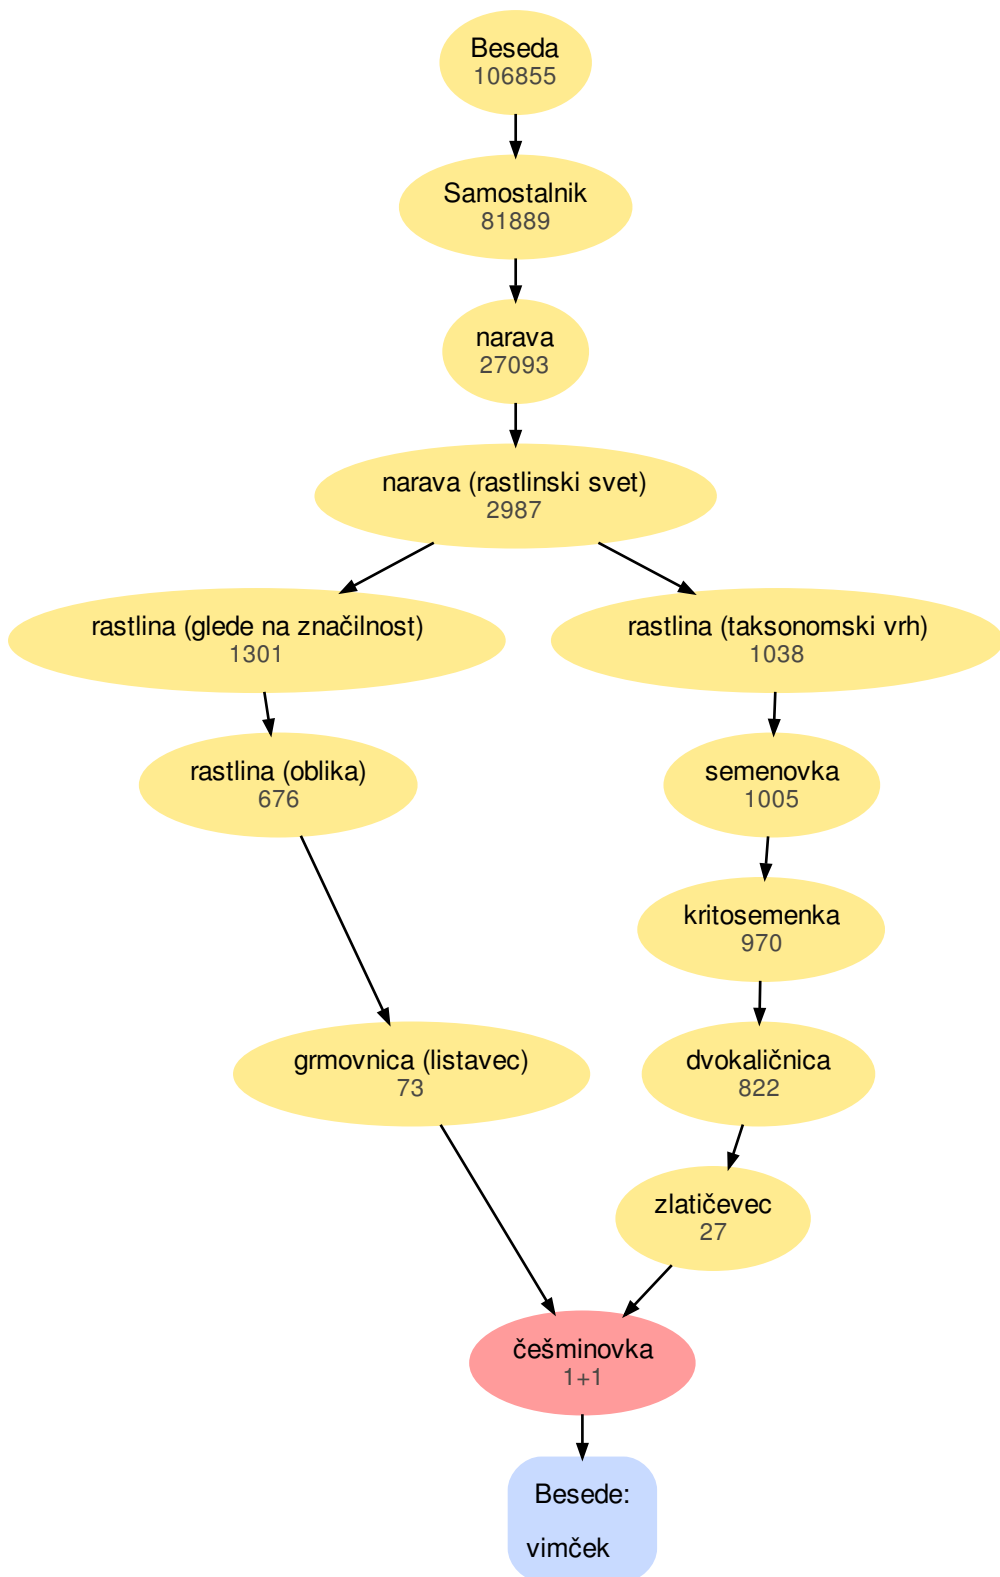 Beseda
106855
Samostalnik
81889
narava
27093
narava (rastlinski svet)
2987
rastlina (glede na značilnost)
1301
rastlina (taksonomski vrh)
1038
rastlina (oblika)
676
semenovka
1005
kritosemenka
970
grmovnica (listavec)
73
dvokaličnica
822
zlatičevec
27
češminovka
1+1
Besede:
vimček